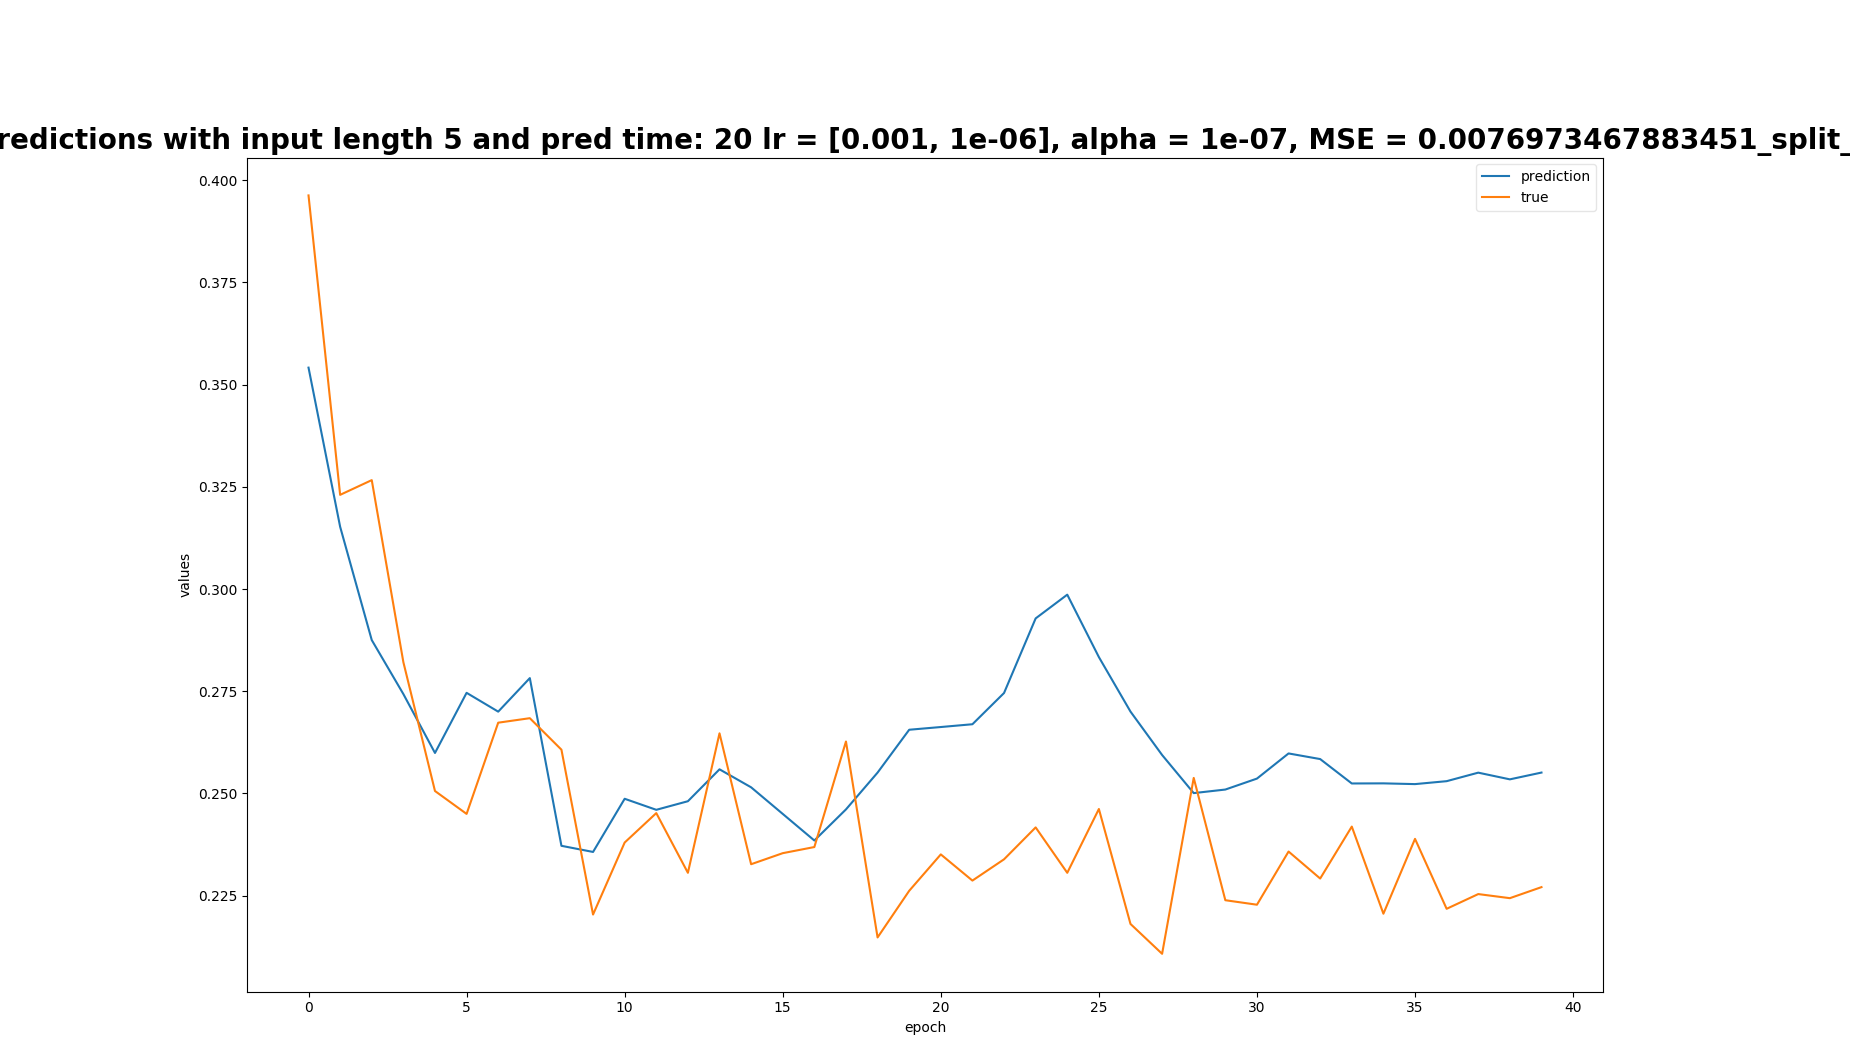 redictions with input length 5 and pred time: 20 lr = [0.001, 1e-06], alpha = 1e-07, MSE = 0.0076973467883451_split_
prediction
true
0.400
0.375
0.350
0.325
0.300
0.275
0.250
0.225
values
0 5 10 15 20 25 30 35 40
epoch